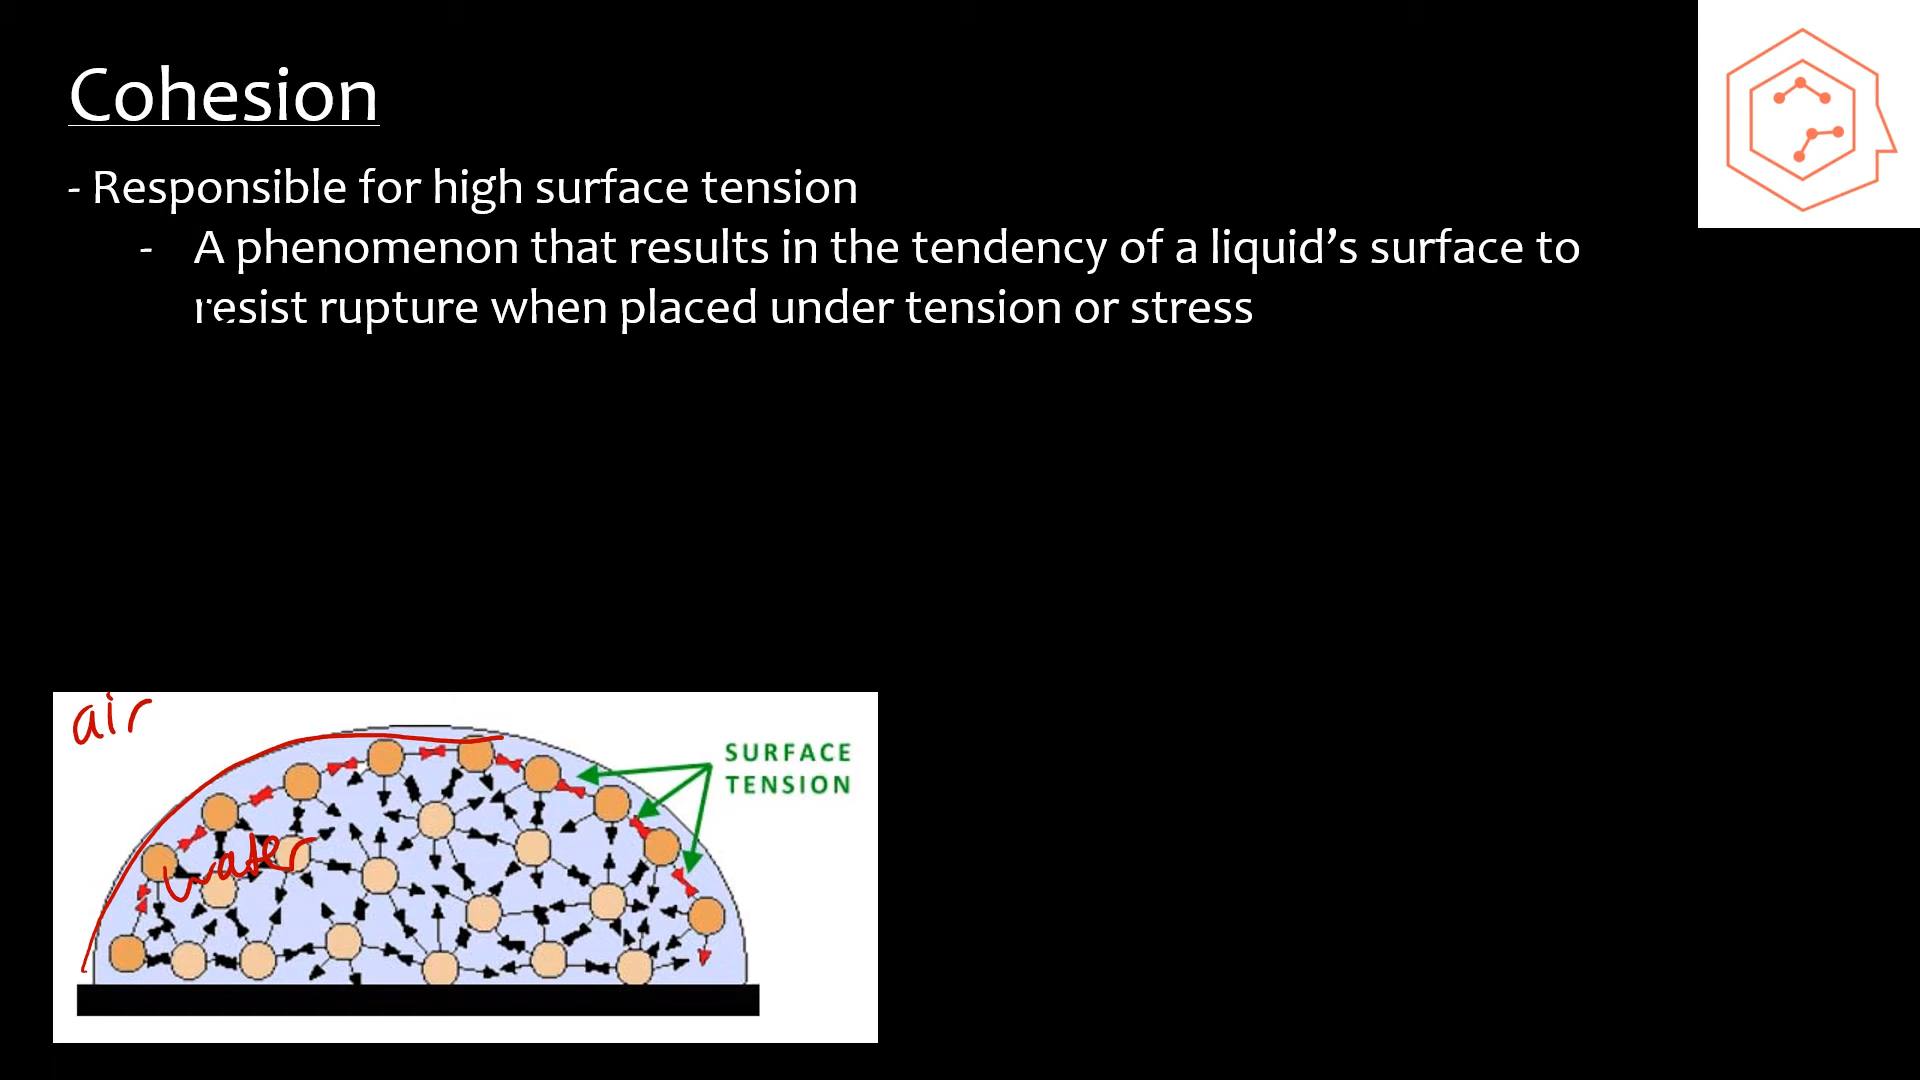 Cohesion
- Responsible for high surface tension
- A phenomenon that results in the tendency of a liquid’s surface to
resist rupture when placed under tension or stress
air
SURFACE
TENSION
water